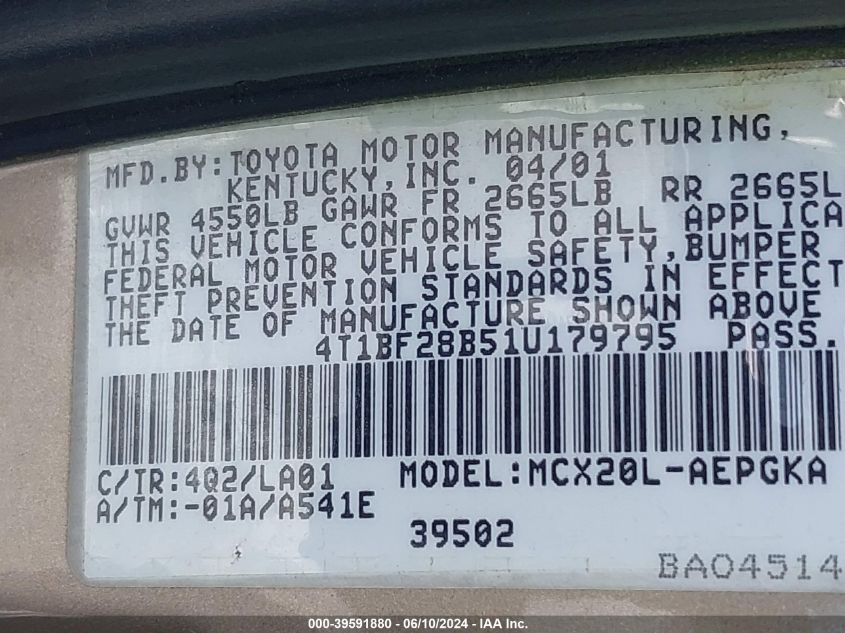 MFD.BY:TOYOTA MOTOR MANUFACTURING,
KENTUCKY,INC. 04/01
GVWR 4550LB GAWR FR 2665LB RR 2665L
THIS VEHICLE CONFORMS TO ALL APPLICA
FEDERAL MOTOR VEHICLE SAFETY,BUMPER
THEFT PREVENTION STANDARDS IN EFFECT
THE DATE OF MANUFACTURE SHOWN ABOVE
4T1BF28B51U179795 PASS.
C/TR:4Q2/LA01 MODEL:MCX20L-AEPGKA
A/TM:-01A/A541E
39502
BA04514
000-39591880 / 06/10/2024 / IAA Inc.